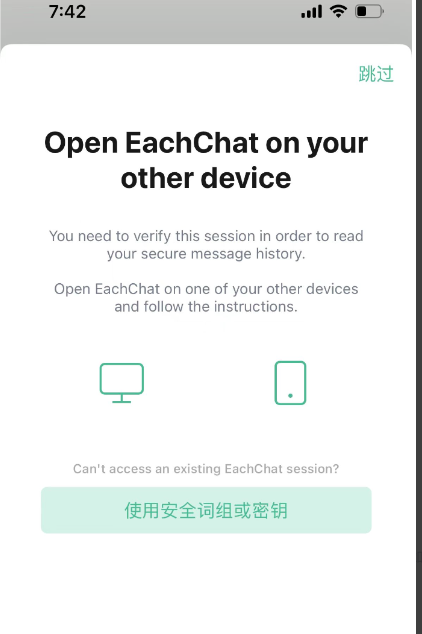 7:42
跳过
Open EachChat on your
other device
You need to verify this session in order to read
your secure message history.
Open EachChat on one of your other devices
and follow the instructions.
Can't access an existing EachChat session?
使用安全词组或密钥